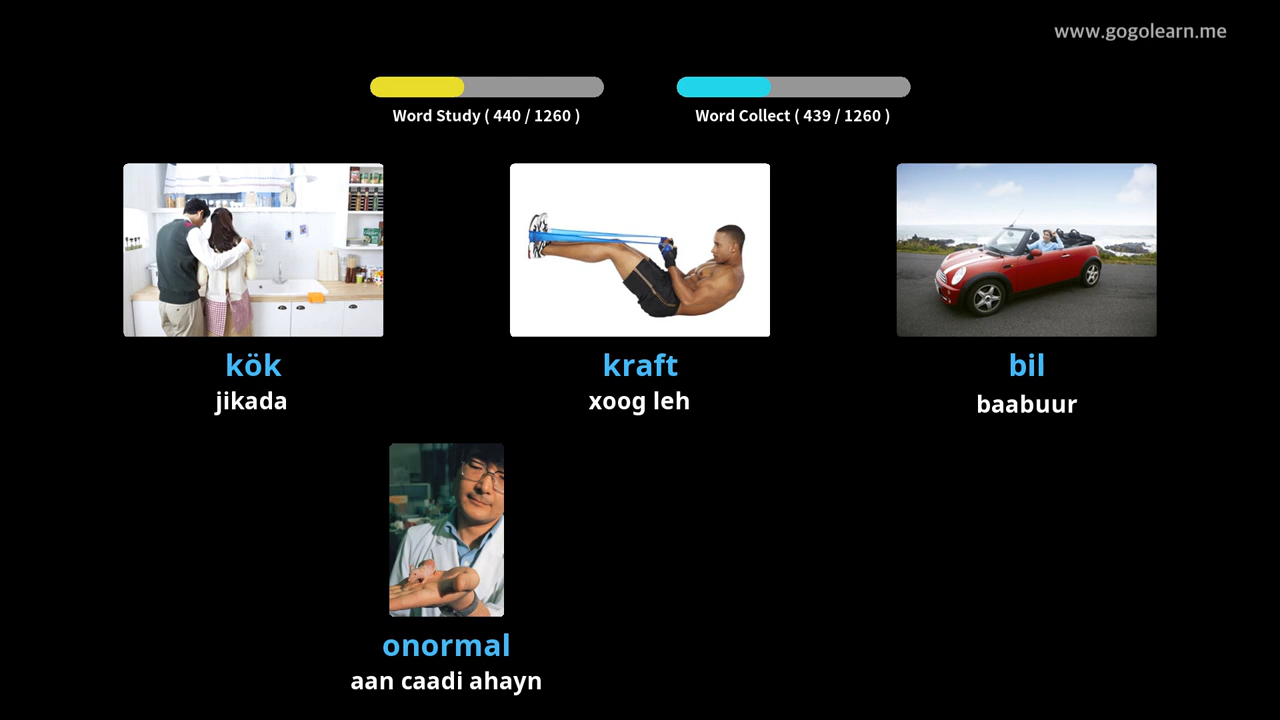 www.gogolearn.me
Word Study ( 440 / 1260 )
Word Collect ( 439 / 1260 )
kök
jikada
kraft
xoog leh
bil
baabuur
onormal
aan caadi ahayn